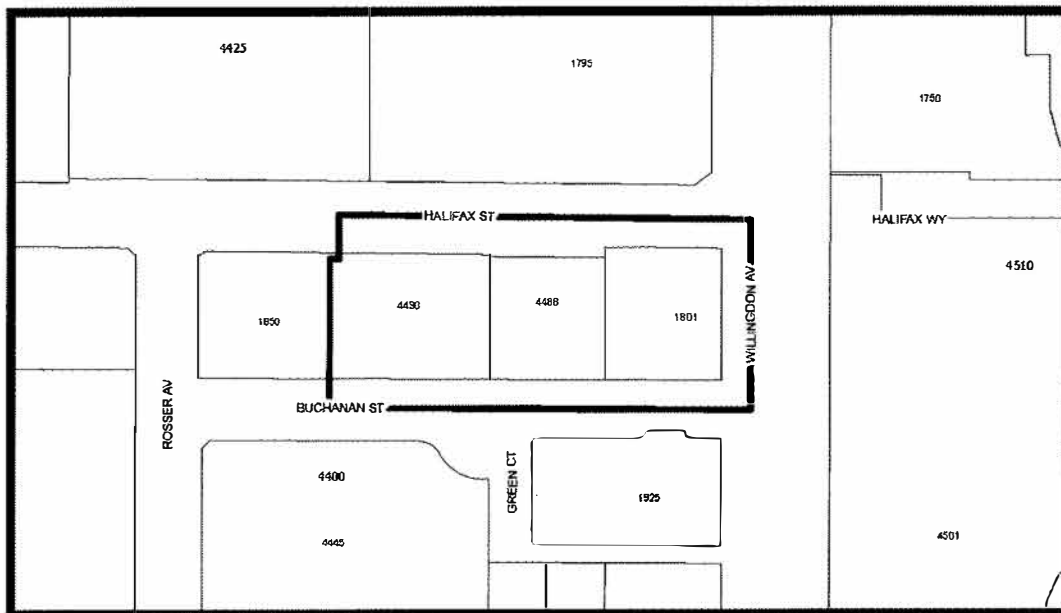 4425
1795
1750
HALIFAX ST
HALIFAX WY
4510
4490
4488
1801
1850
WILLINGDON AV
BUCHANAN ST
ROSSER AV
GREEN CT
4400
1925
4445
4501